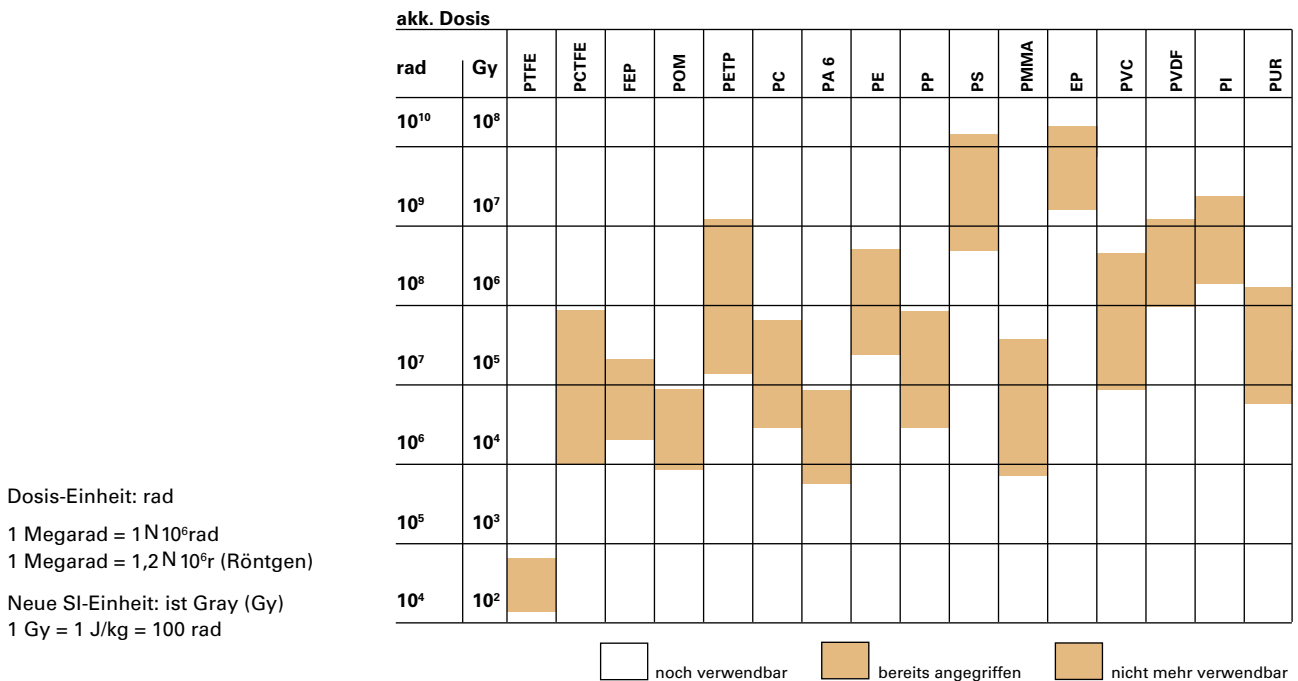 akk. Dosis
rad Gy PTFE PCTFE FEP POM PETP PC PA 6 PE PP PS PMMA EP PVC PVDF PI PUR
10¹⁰ 10⁸
10⁹ 10⁷
10⁸ 10⁶
10⁷ 10⁵
10⁶ 10⁴
10⁵ 10³
10⁴ 10²
Dosis-Einheit: rad
1 Megarad = 1 N 10⁶rad
1 Megarad = 1,2 N 10⁶r (Röntgen)
Neue SI-Einheit: ist Gray (Gy)
1 Gy = 1 J/kg = 100 rad
noch verwendbar bereits angegriffen nicht mehr verwendbar